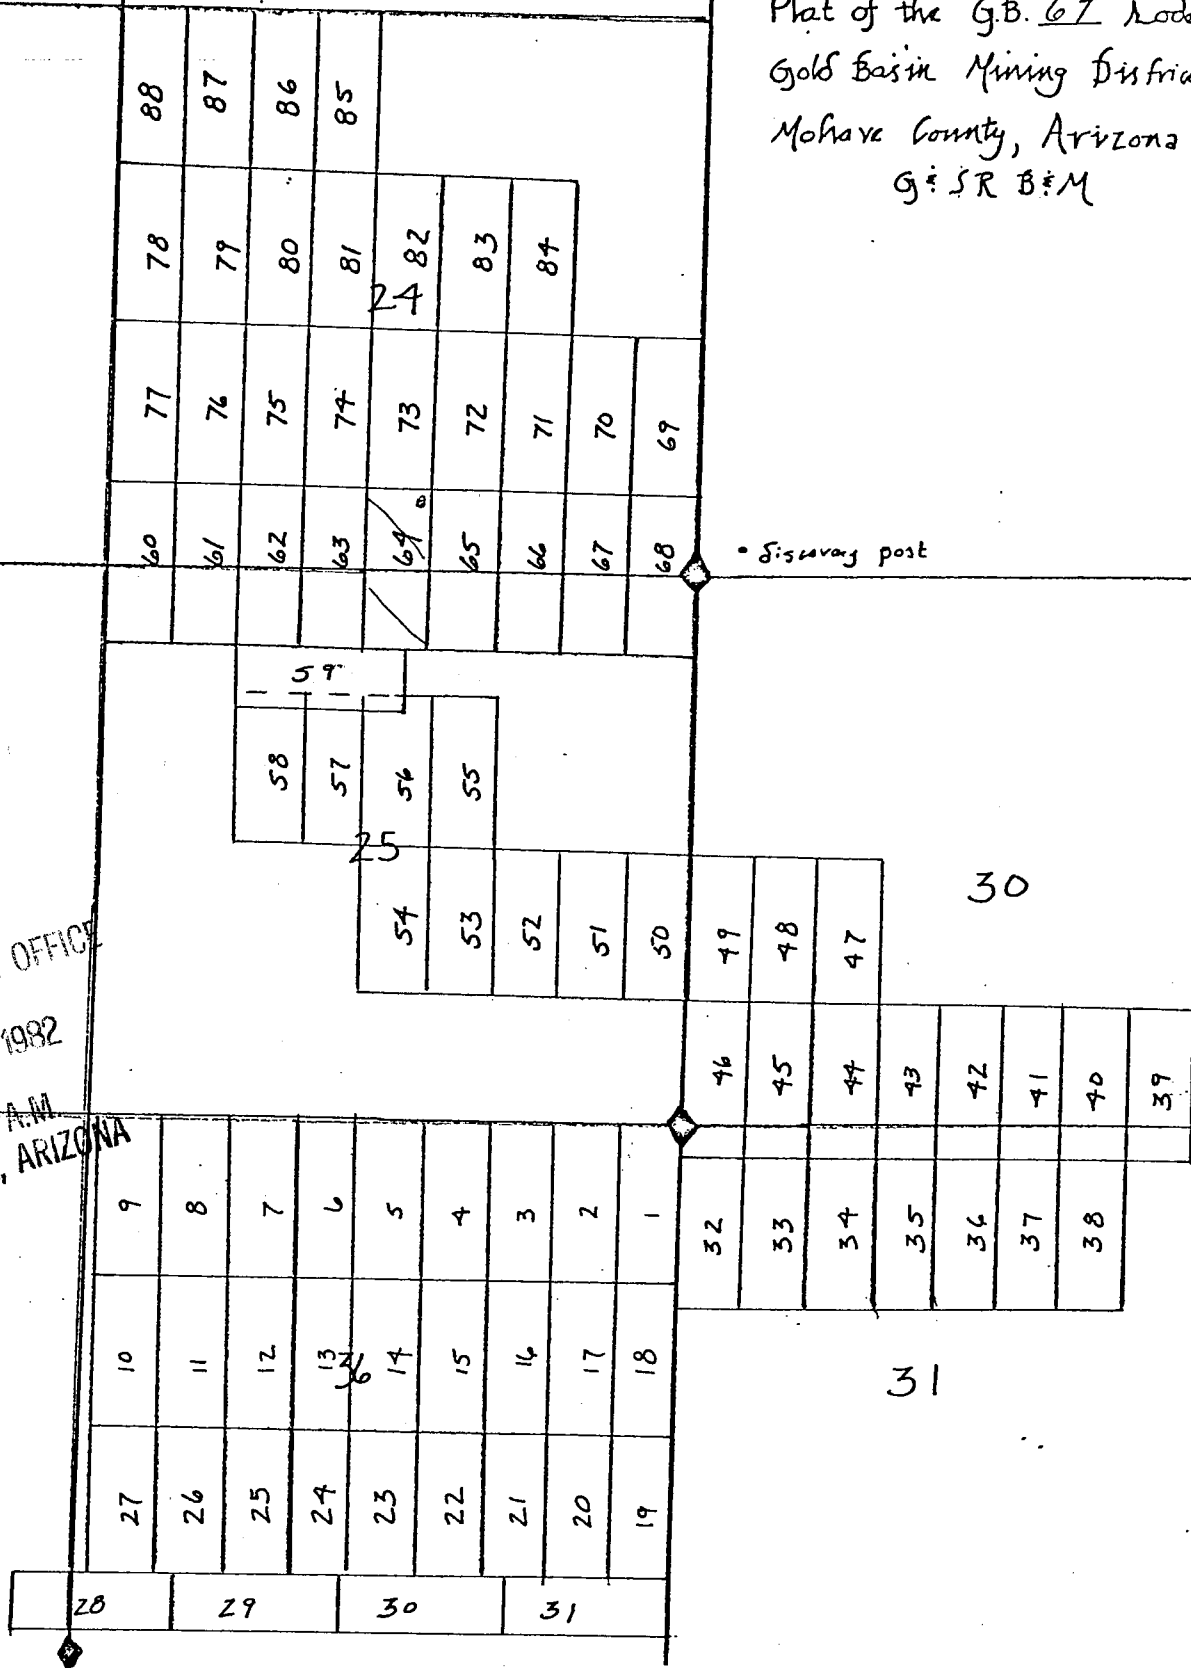 Plat of the G.B. 67
Gold Basin Mining
Mohave County, Arizona
G & SR B & M
88 87 86 85
78 79 80 81 82 83 84
24
77 76 75 74 73 72 71 70 69
60 61 62 63 64 65 66 67 68
• discovery post
59
58 57 56 55
25
30
54 53 52 51 50 49 48 47
OFFICE
1982
A.M.
, ARIZONA
46 45 44 43 42 41 40 39
9 8 7 6 5 4 3 2 1
32 33 34 35 36 37 38
10 11 12 13 14 15 16 17 18
36
31
27 26 25 24 23 22 21 20 19
28 29 30 31